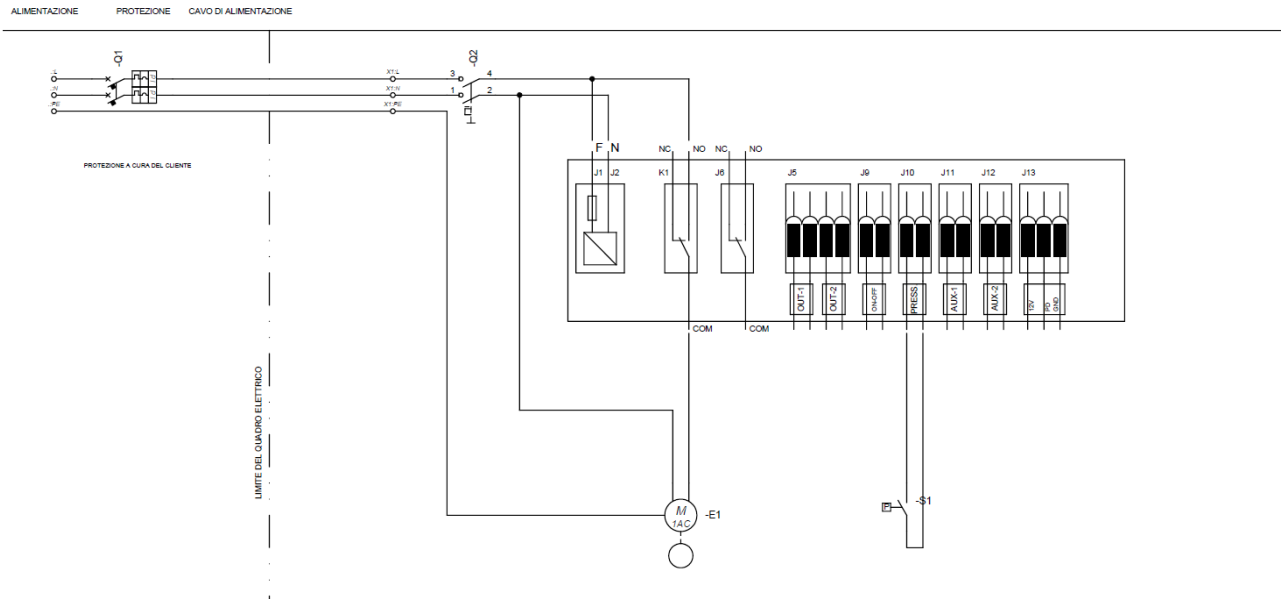 ALIMENTAZIONE PROTEZIONE CAVO DI ALIMENTAZIONE
-Q1 -Q2
:L X1:L 3 4
:N X1:N 1 2
:PE X1:PE
PROTEZIONE A CURA DEL CLIENTE
F N NC NO NC NO
J1 J2 K1 J6 J5 J9 J10 J11 J12 J13
OUT-1 OUT-2 ON-OFF PRESS AUX-1 AUX-2 12V PD GND
COM COM
LIMITE DEL QUADRO ELETTRICO
P -S1
M -E1
1AC